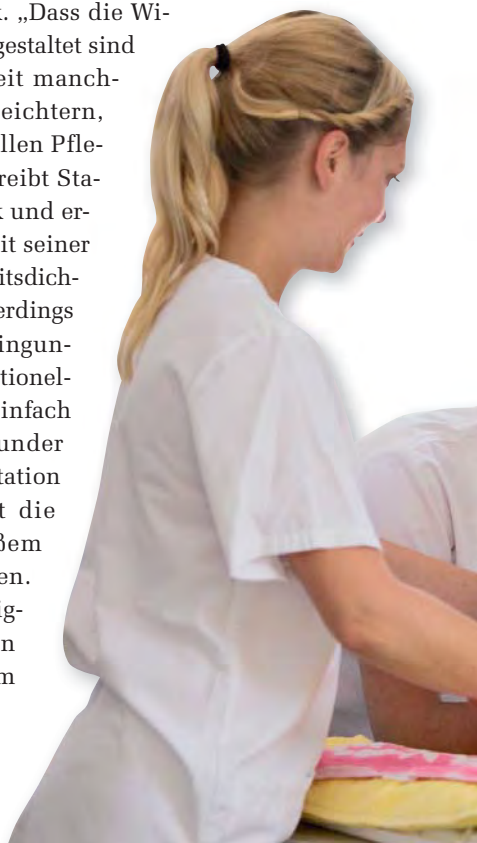 k. „Dass die Wi-
gestaltet sind
eit manch-
eichtern,
llen Pfle-
reibt Sta-
k und er-
it seiner
itsdich-
erdings
ingun-
tionel-
infach
under
tation
t die
ßem
en.
ig-
n
m